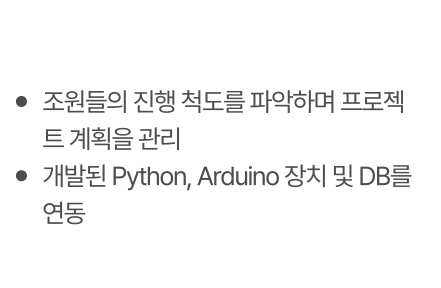 • 조원들의 진행 척도를 파악하며 프로젝
트 계획을 관리
• 개발된 Python, Arduino 장치 및 DB를
연동